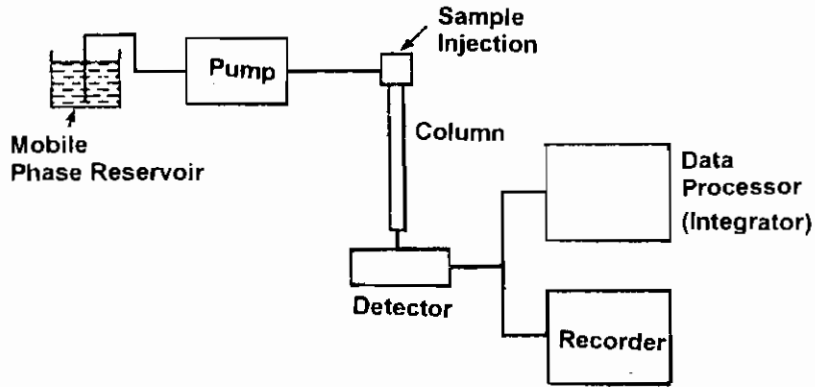 Sample
Injection
Pump
Mobile
Phase Reservoir
Column
Data
Processor
(Integrator)
Detector
Recorder